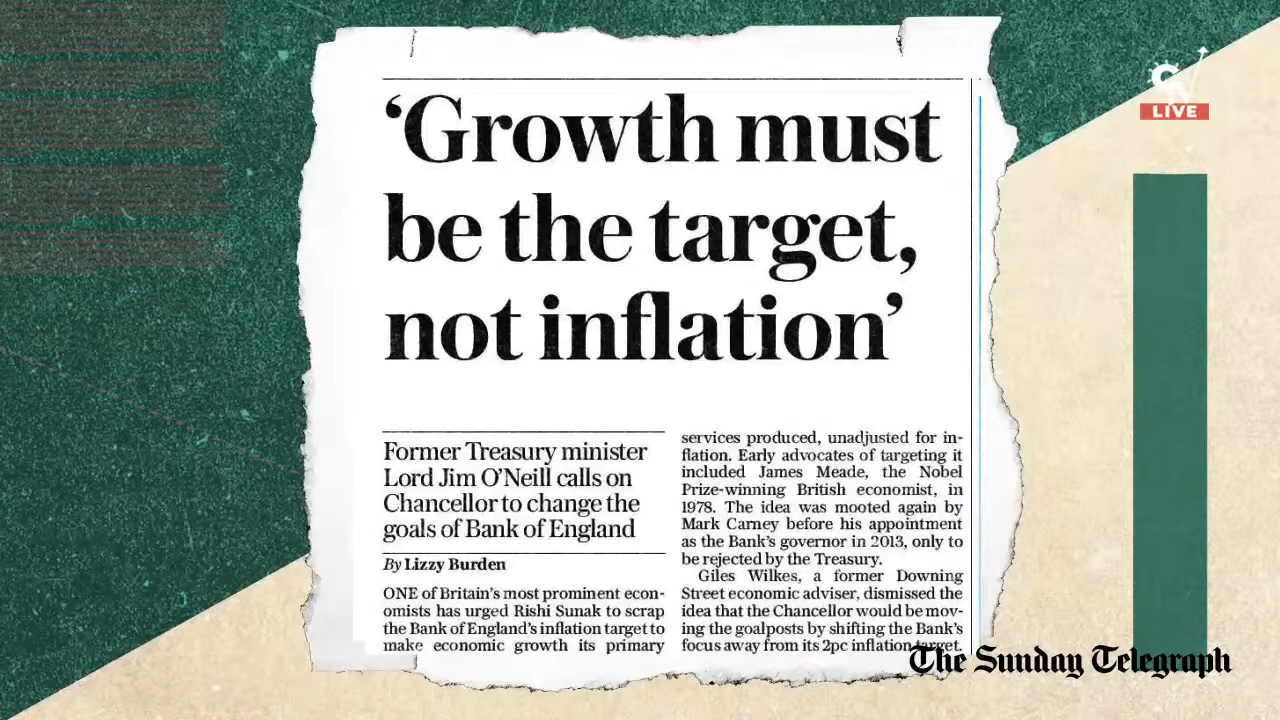 ‘Growth must
be the target,
not inflation’
Former Treasury minister
Lord Jim O’Neill calls on
Chancellor to change the
goals of Bank of England
By Lizzy Burden
ONE of Britain’s most prominent econ-
omists has urged Rishi Sunak to scrap
the Bank of England’s inflation target to
make economic growth its primary
services produced, unadjusted for in-
flation. Early advocates of targeting it
included James Meade, the Nobel
Prize-winning British economist, in
1978. The idea was mooted again by
Mark Carney before his appointment
as the Bank’s governor in 2013, only to
be rejected by the Treasury.
Giles Wilkes, a former Downing
Street economic adviser, dismissed the
idea that the Chancellor would be mov-
ing the goalposts by shifting the Bank’s
focus away from its 2pc inflation target.
The Sunday Telegraph
LIVE